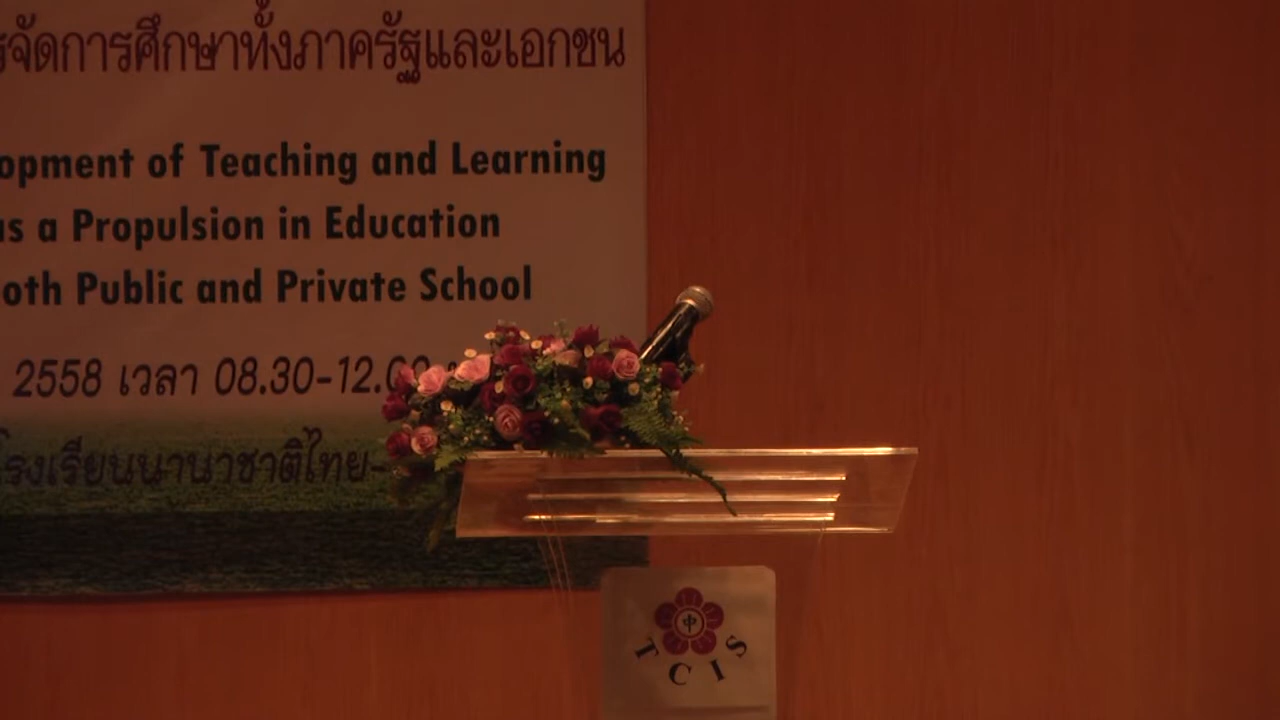 จัดการศึกษาทั้งภาครัฐและเอกชน
opment of Teaching and Learning
as a Propulsion in Education
oth Public and Private School
2558 เวลา 08.30-12.00
โรงเรียนนานาชาติไทย-
中
TCIS